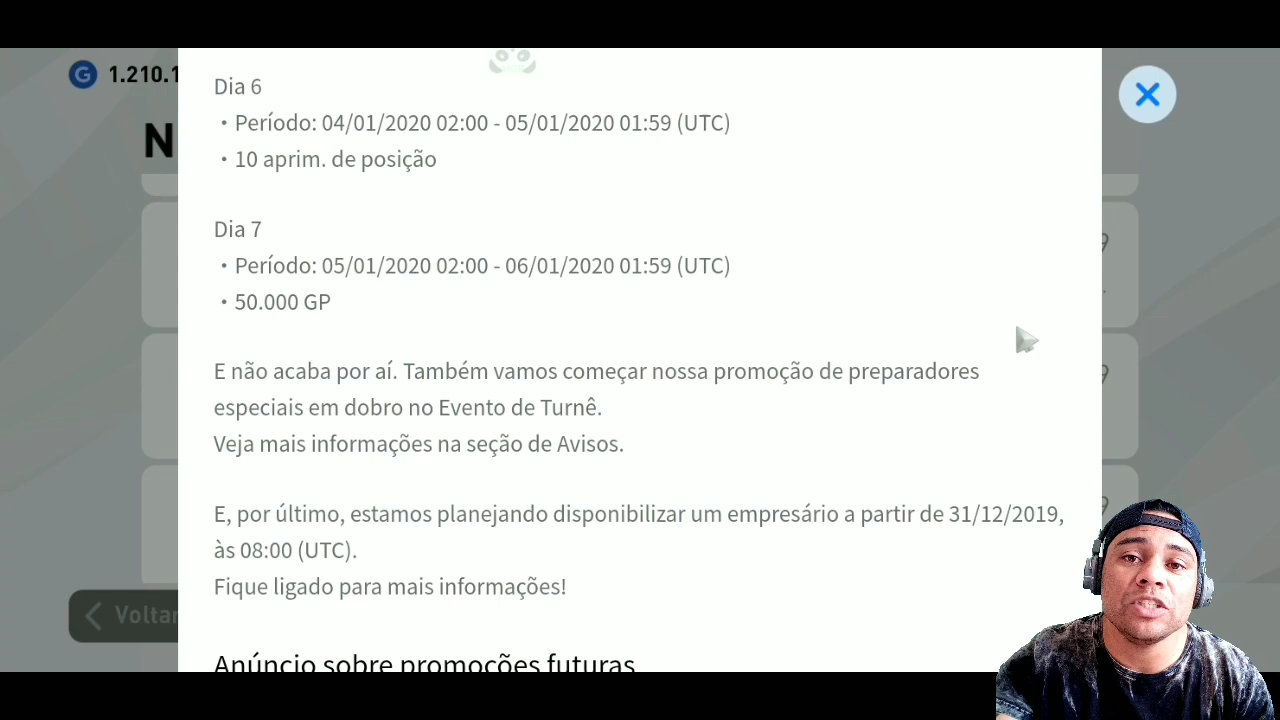 G 1.210.1
N
Dia 6
・Período: 04/01/2020 02:00 - 05/01/2020 01:59 (UTC)
・10 aprim. de posição
Dia 7
・Período: 05/01/2020 02:00 - 06/01/2020 01:59 (UTC)
・50.000 GP
E não acaba por aí. Também vamos começar nossa promoção de preparadores
especiais em dobro no Evento de Turnê.
Veja mais informações na seção de Avisos.
E, por último, estamos planejando disponibilizar um empresário a partir de 31/12/2019,
às 08:00 (UTC).
Fique ligado para mais informações!
Voltar
Anúncio sobre promoções futuras